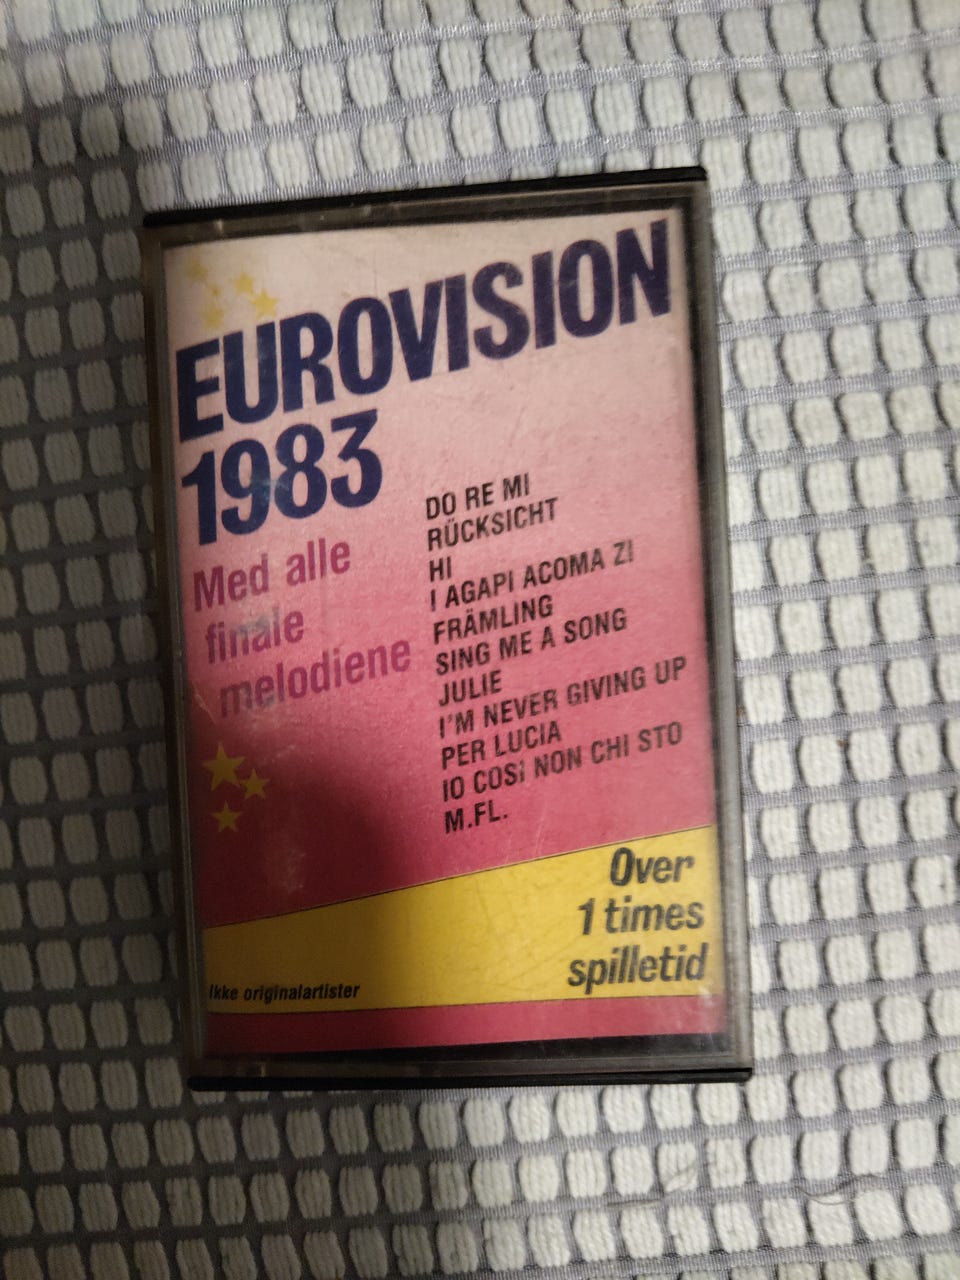 EUROVISION
1983
Med alle
finale
melodiene
DO RE MI
RÜCKSICHT
HI
I AGAPI ACOMA ZI
FRÄMLING
SING ME A SONG
JULIE
I'M NEVER GIVING UP
PER LUCIA
IO COSI NON CHI STO
M.FL.
Over
1 times
spilletid
Ikke originalartister